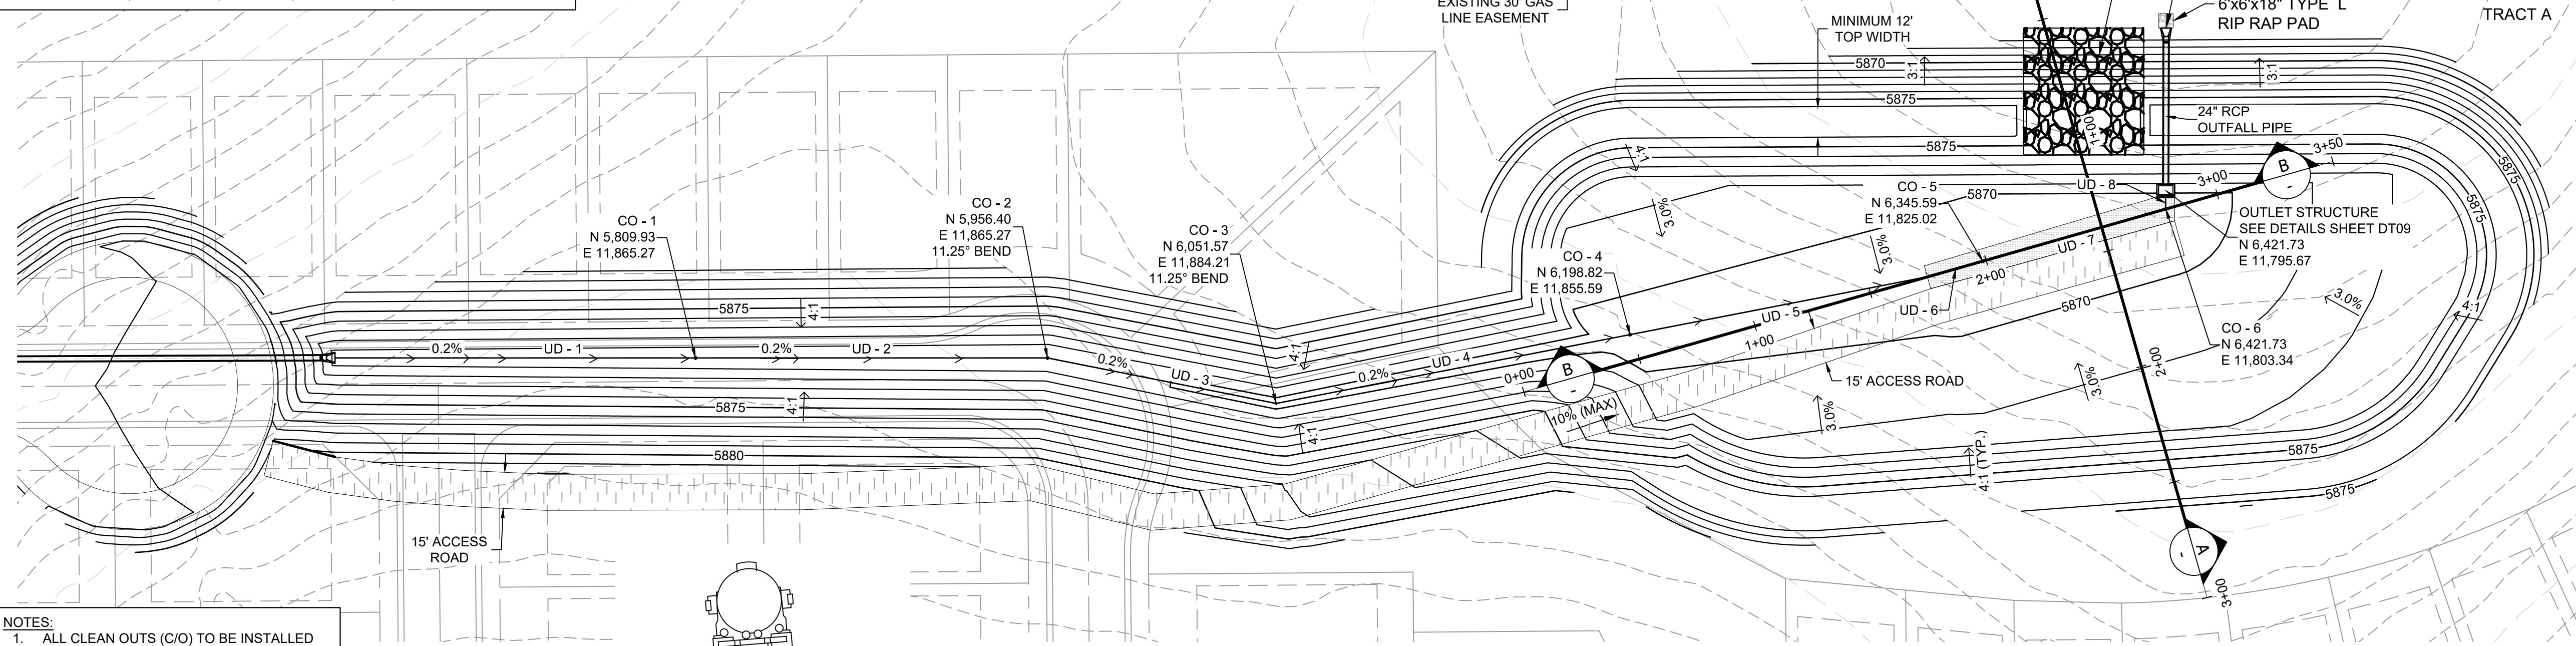 EXISTING 30' GAS
LINE EASEMENT
MINIMUM 12'
TOP WIDTH
6'x6'x18" TYPE L
RIP RAP PAD
TRACT A
5870
3:1
3:1
5875
24" RCP
OUTFALL PIPE
1+00
5875
4:1
3+50
B
-
3+00
5875
5875
UD - 8
CO - 5
N 6,345.59
E 11,825.02
5870
3.0%
3.0%
OUTLET STRUCTURE
SEE DETAILS SHEET DT09
N 6,421.73
E 11,795.67
CO - 1
N 5,809.93
E 11,865.27
CO - 2
N 5,956.40
E 11,865.27
11.25° BEND
CO - 3
N 6,051.57
E 11,884.21
11.25° BEND
CO - 4
N 6,198.82
E 11,855.59
UD - 7
2+00
UD - 6
5870
3.0%
4:1
5875
4:1
UD - 5
1+00
CO - 6
N 6,421.73
E 11,803.34
0.2%
UD - 1
0.2%
UD - 2
0.2%
UD - 3
4:1
0.2%
UD - 4
0+00
B
-
15' ACCESS ROAD
3.0%
3.0%
2+00
5875
4:1
4:1
10% (MAX)
4:1 (TYP.)
5875
5875
5880
15' ACCESS
ROAD
A
-
3+00
NOTES:
1. ALL CLEAN OUTS (C/O) TO BE INSTALLED